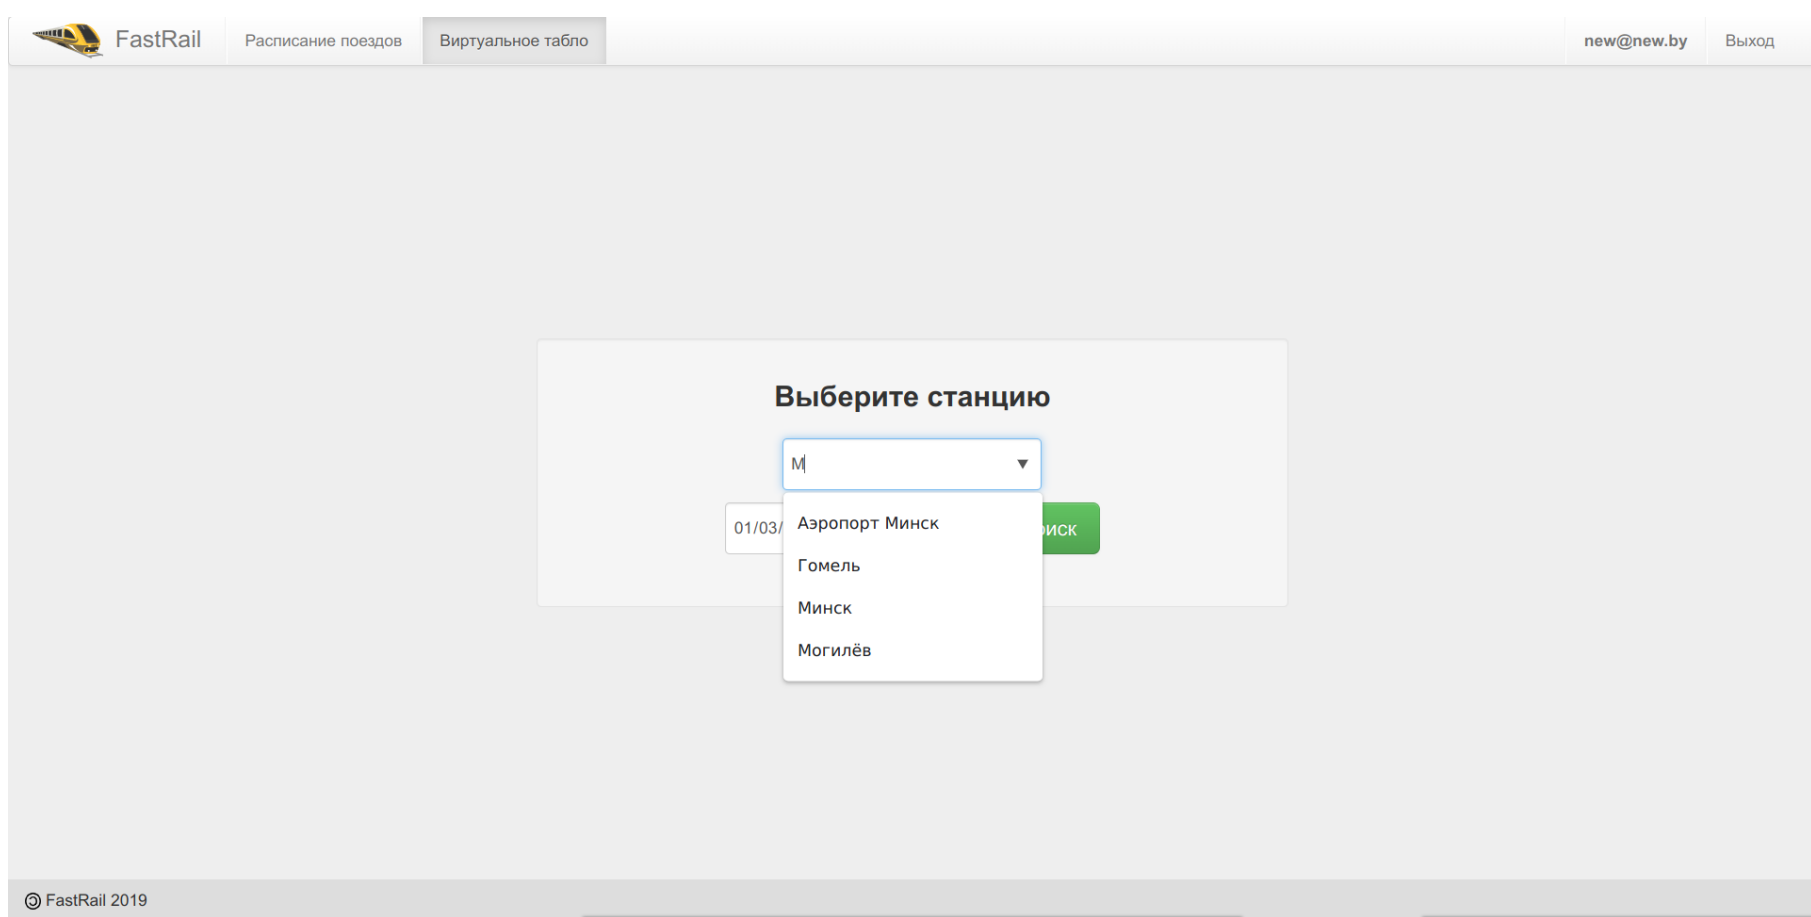 FastRail Расписание поездов Виртуальное табло new@new.by Выход
Выберите станцию
М
01/03/
Аэропорт Минск
Гомель
Минск
Могилёв
FastRail 2019